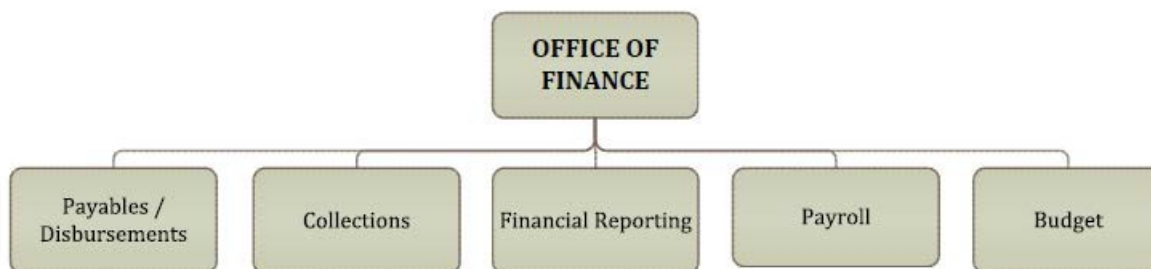 OFFICE OF
FINANCE
Payables /
Disbursements
Collections
Financial Reporting
Payroll
Budget